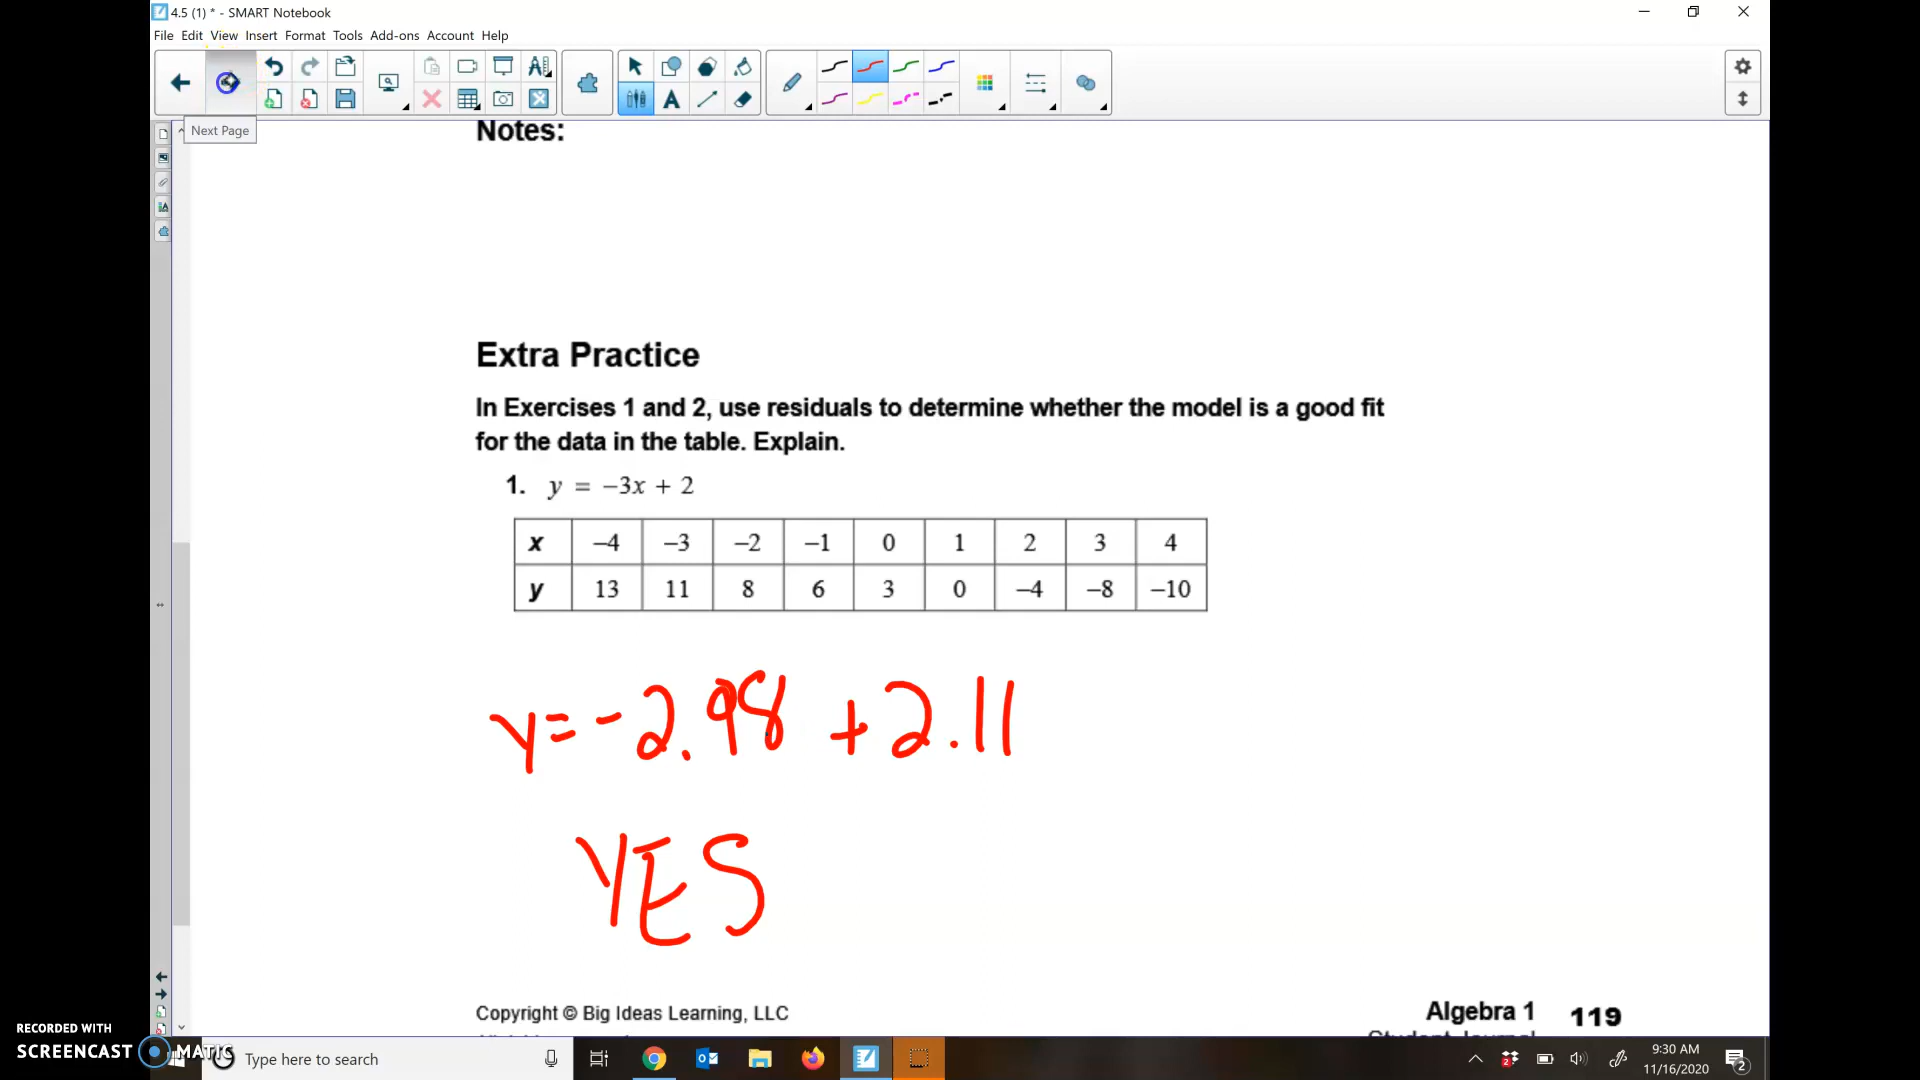 4.5 (1) * - SMART Notebook
File Edit View Insert Format Tools Add-ons Account Help
Next Page
Notes:
Extra Practice
In Exercises 1 and 2, use residuals to determine whether the model is a good fit
for the data in the table. Explain.
1. y = −3x + 2
x −4 −3 −2 −1 0 1 2 3 4
y 13 11 8 6 3 0 −4 −8 −10
y=-2.98 +2.11
YES
Copyright © Big Ideas Learning, LLC
Algebra 1 119
Student Journal
RECORDED WITH
SCREENCAST MATIC
Type here to search
9:30 AM
11/16/2020
2
2